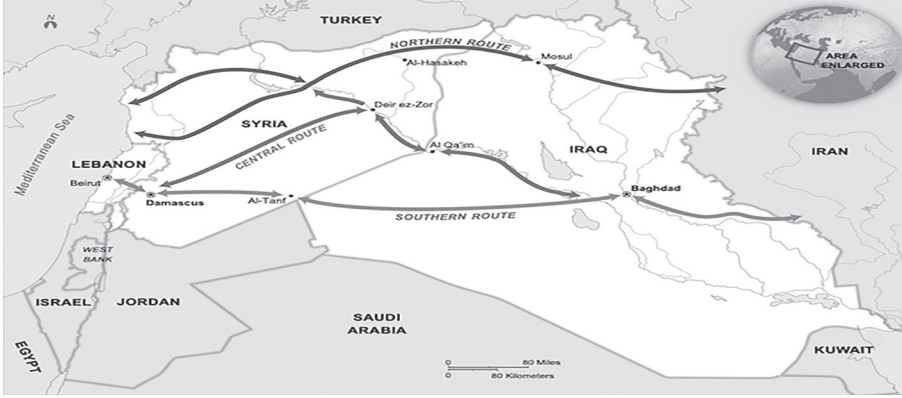 TURKEY
N
NORTHERN ROUTE
Mosul
Al-Hasakeh
AREA
ENLARGED
Deir ez-Zor
SYRIA
CENTRAL ROUTE
Mediterranean Sea
Al Qa'im
IRAQ
IRAN
LEBANON
Beirut
Damascus
Al-Tanf
Baghdad
SOUTHERN ROUTE
WEST
BANK
ISRAEL
JORDAN
SAUDI
ARABIA
EGYPT
KUWAIT
0 80 Miles
0 80 Kilometers